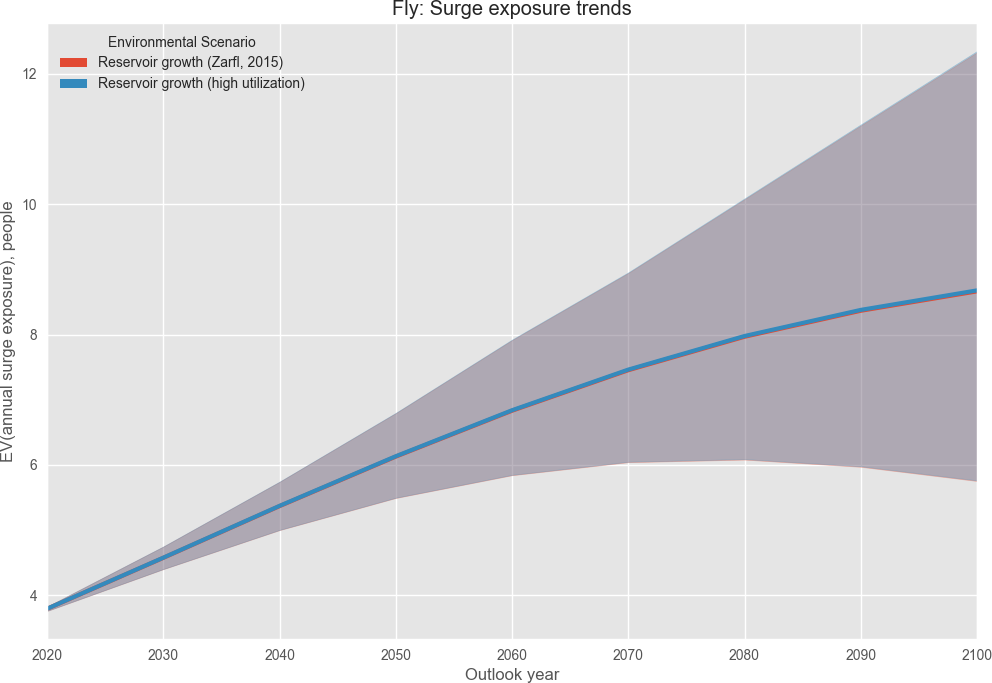 Fly: Surge exposure trends
Environmental Scenario
Reservoir growth (Zarfl, 2015)
Reservoir growth (high utilization)
EV(annual surge exposure), people
12
10
8
6
4
2020 2030 2040 2050 2060 2070 2080 2090 2100
Outlook year